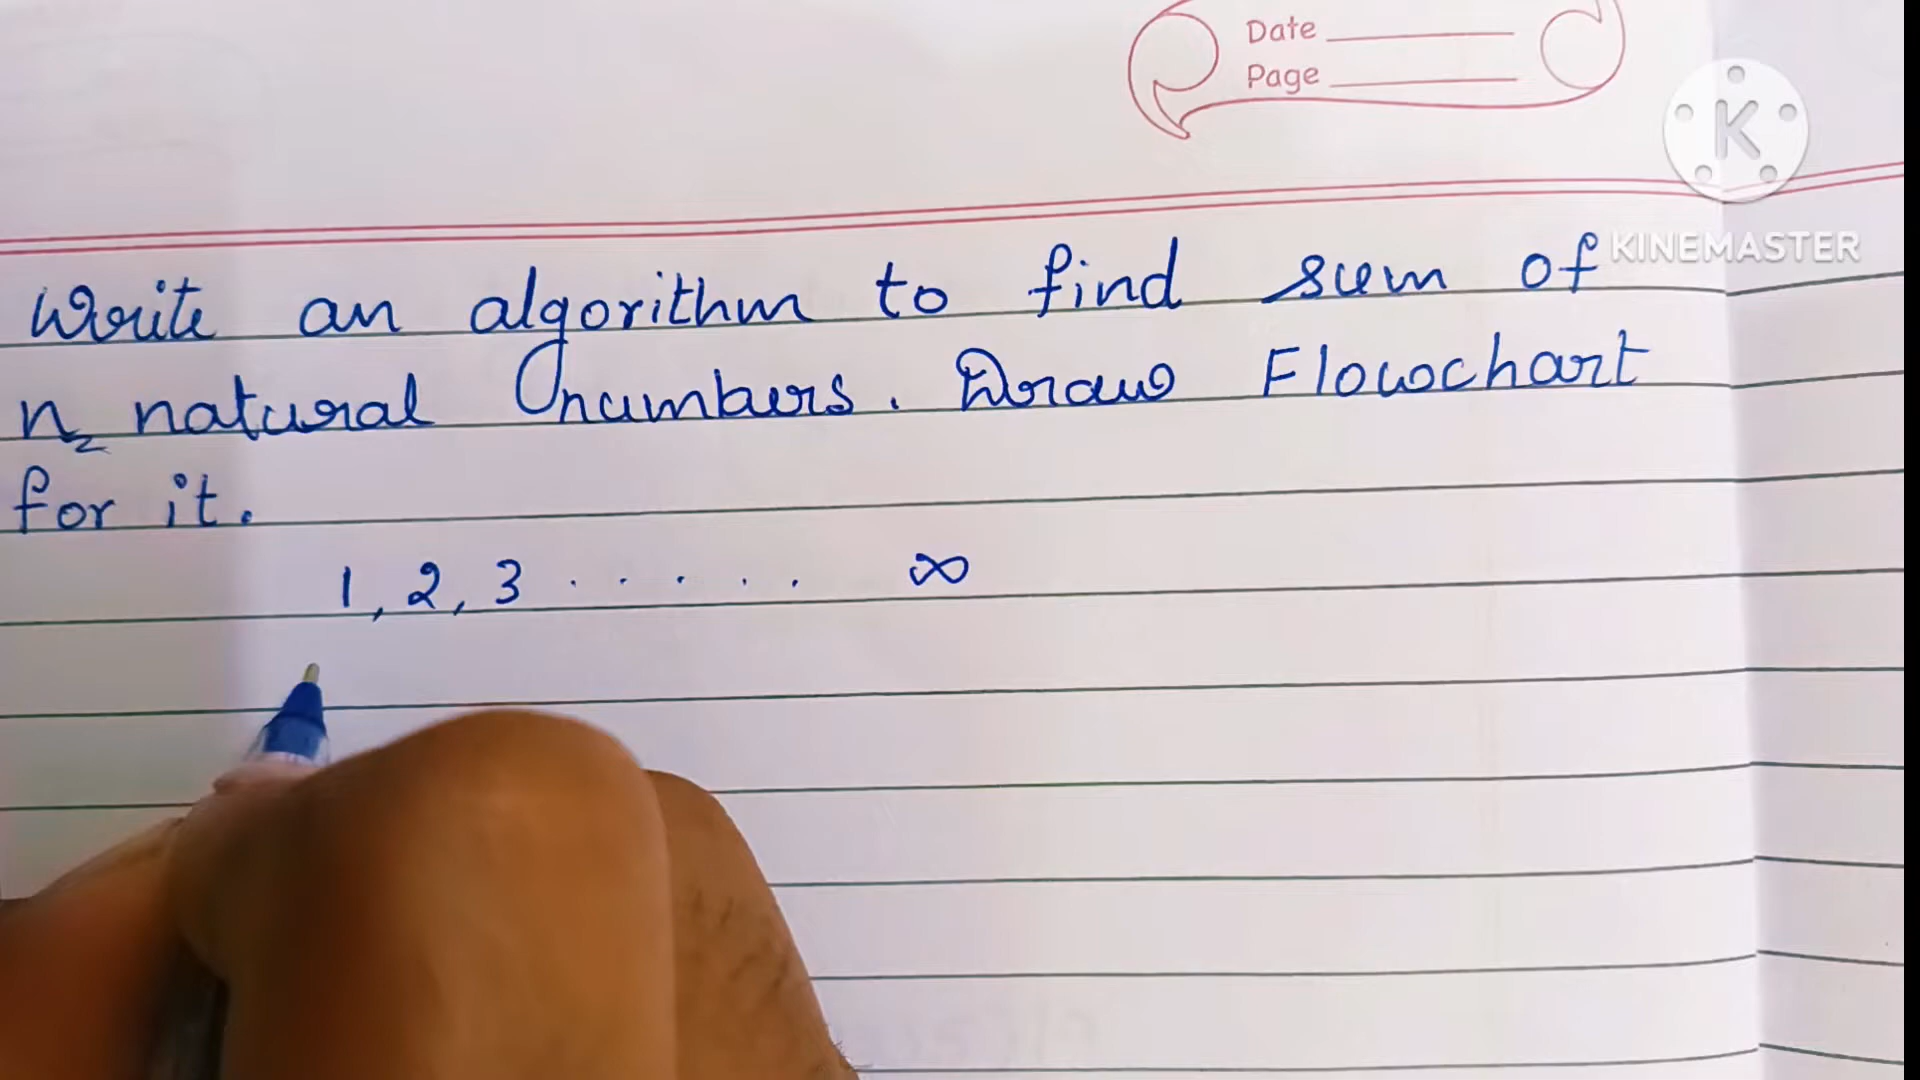 Date
Page
K
KINEMASTER
Write an algorithm to find sum of
n natural numbers. Draw Flowchart
for it.
1, 2, 3 . . . . . ∞